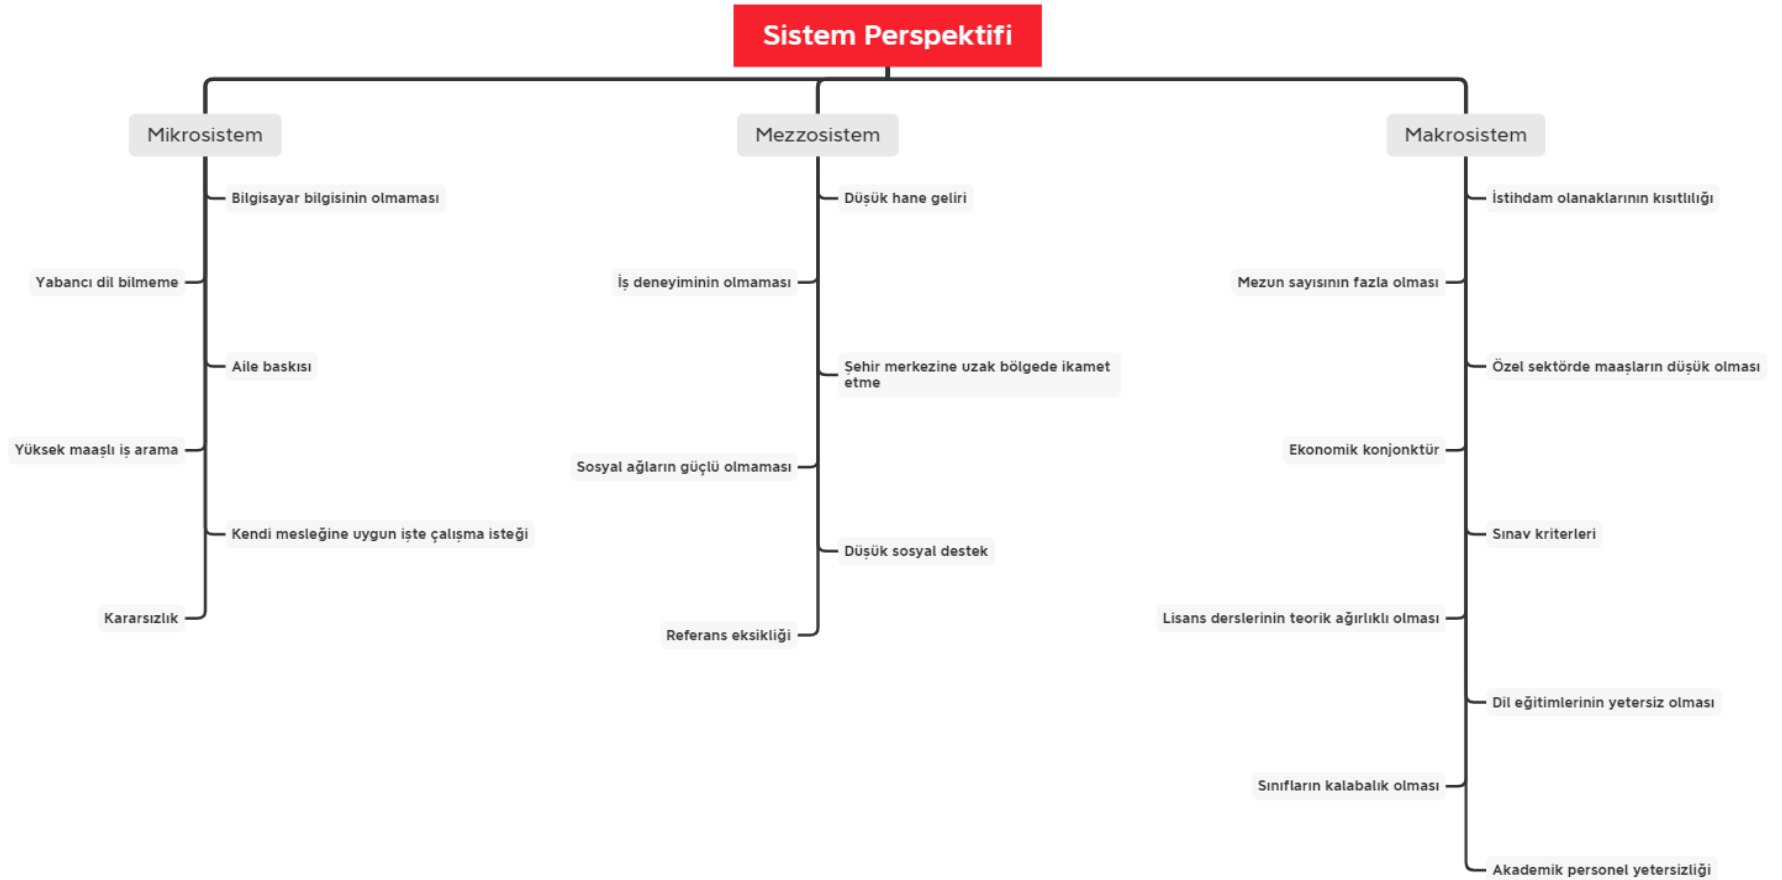 Sistem Perspektifi
Mikrosistem
Bilgisayar bilgisinin olmaması
Yabancı dil bilmeme
Aile baskısı
Yüksek maaşlı iş arama
Kendi mesleğine uygun işte çalışma isteği
Kararsızlık
Mezzosistem
Düşük hane geliri
İş deneyiminin olmaması
Şehir merkezine uzak bölgede ikamet
etme
Sosyal ağların güçlü olmaması
Düşük sosyal destek
Referans eksikliği
Makrosistem
İstihdam olanaklarının kısıtlılığı
Mezun sayısının fazla olması
Özel sektörde maaşların düşük olması
Ekonomik konjonktür
Sınav kriterleri
Lisans derslerinin teorik ağırlıklı olması
Dil eğitimlerinin yetersiz olması
Sınıfların kalabalık olması
Akademik personel yetersizliği